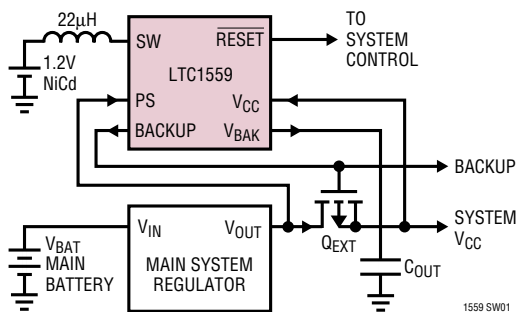 22μH
SW
RESET
TO
SYSTEM
CONTROL
1.2V
NiCd
LTC1559
PS
VCC
BACKUP
VBAK
BACKUP
VIN
VOUT
QEXT
SYSTEM
VCC
VBAT
MAIN
BATTERY
MAIN SYSTEM
REGULATOR
COUT
1559 SW01